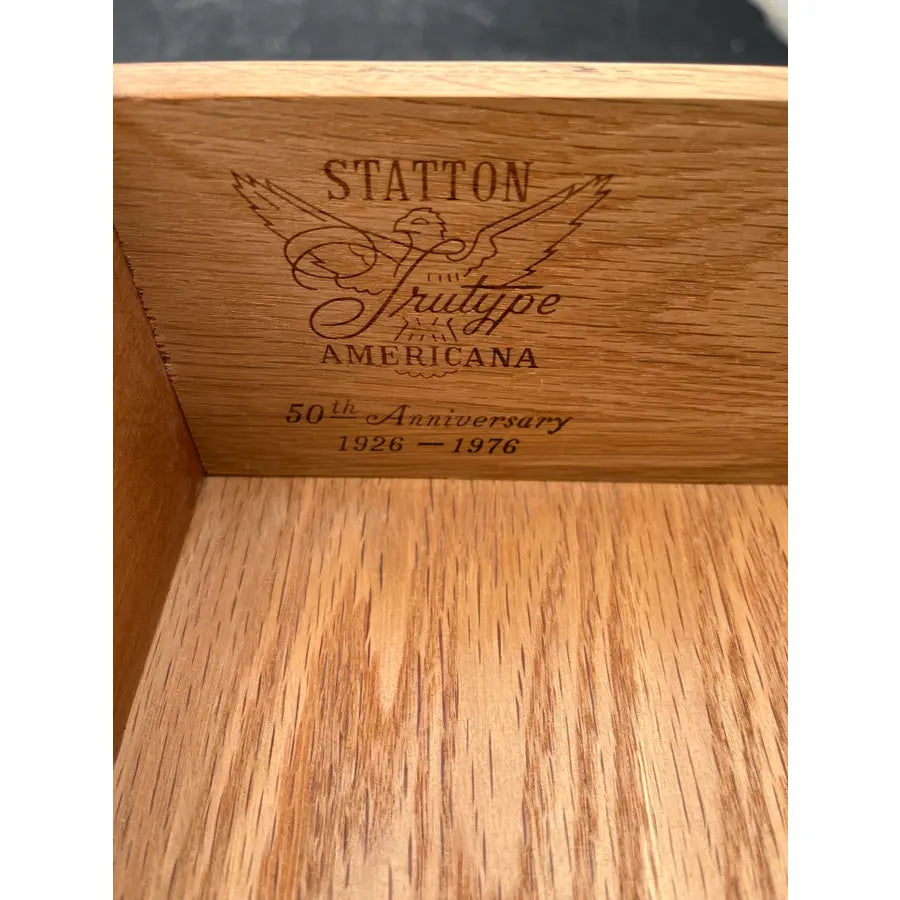 STATTON
Trutype
AMERICANA
50th Anniversary
1926 – 1976